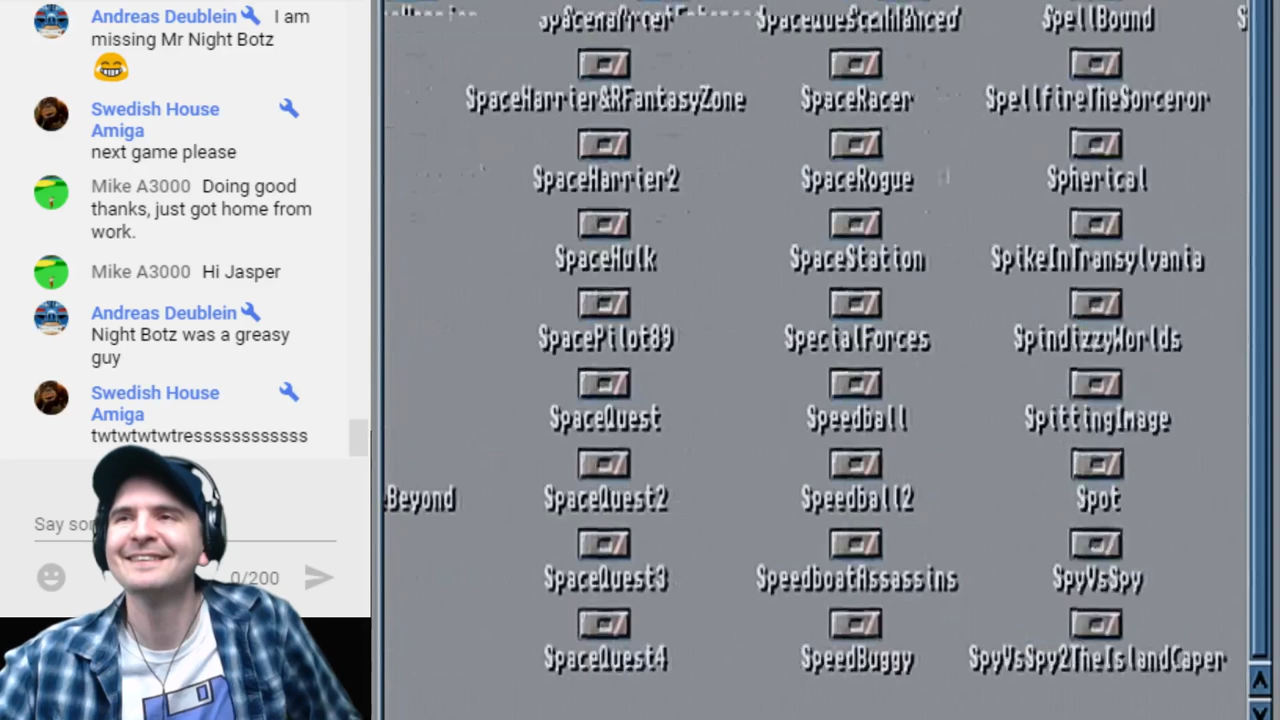 Andreas Deublein I am
missing Mr Night Botz
Swedish House
Amiga
next game please
Mike A3000 Doing good
thanks, just got home from
work.
Mike A3000 Hi Jasper
Andreas Deublein
Night Botz was a greasy
guy
Swedish House
Amiga
twtwtwtwtresssssssssss
Say
0/200
SpellBound
SpaceHarrier&RFantasyZone SpaceRacer SpellfireTheSorceror
SpaceHarrier2 SpaceRogue Spherical
SpaceHulk SpaceStation SpikeInTransylvania
SpacePilot89 SpecialForces SpindizzyWorlds
SpaceQuest Speedball SpittingImage
Beyond SpaceQuest2 Speedball2 Spot
SpaceQuest3 SpeedboatAssassins SpyVsSpy
SpaceQuest4 SpeedBuggy SpyVsSpy2TheIslandCaper